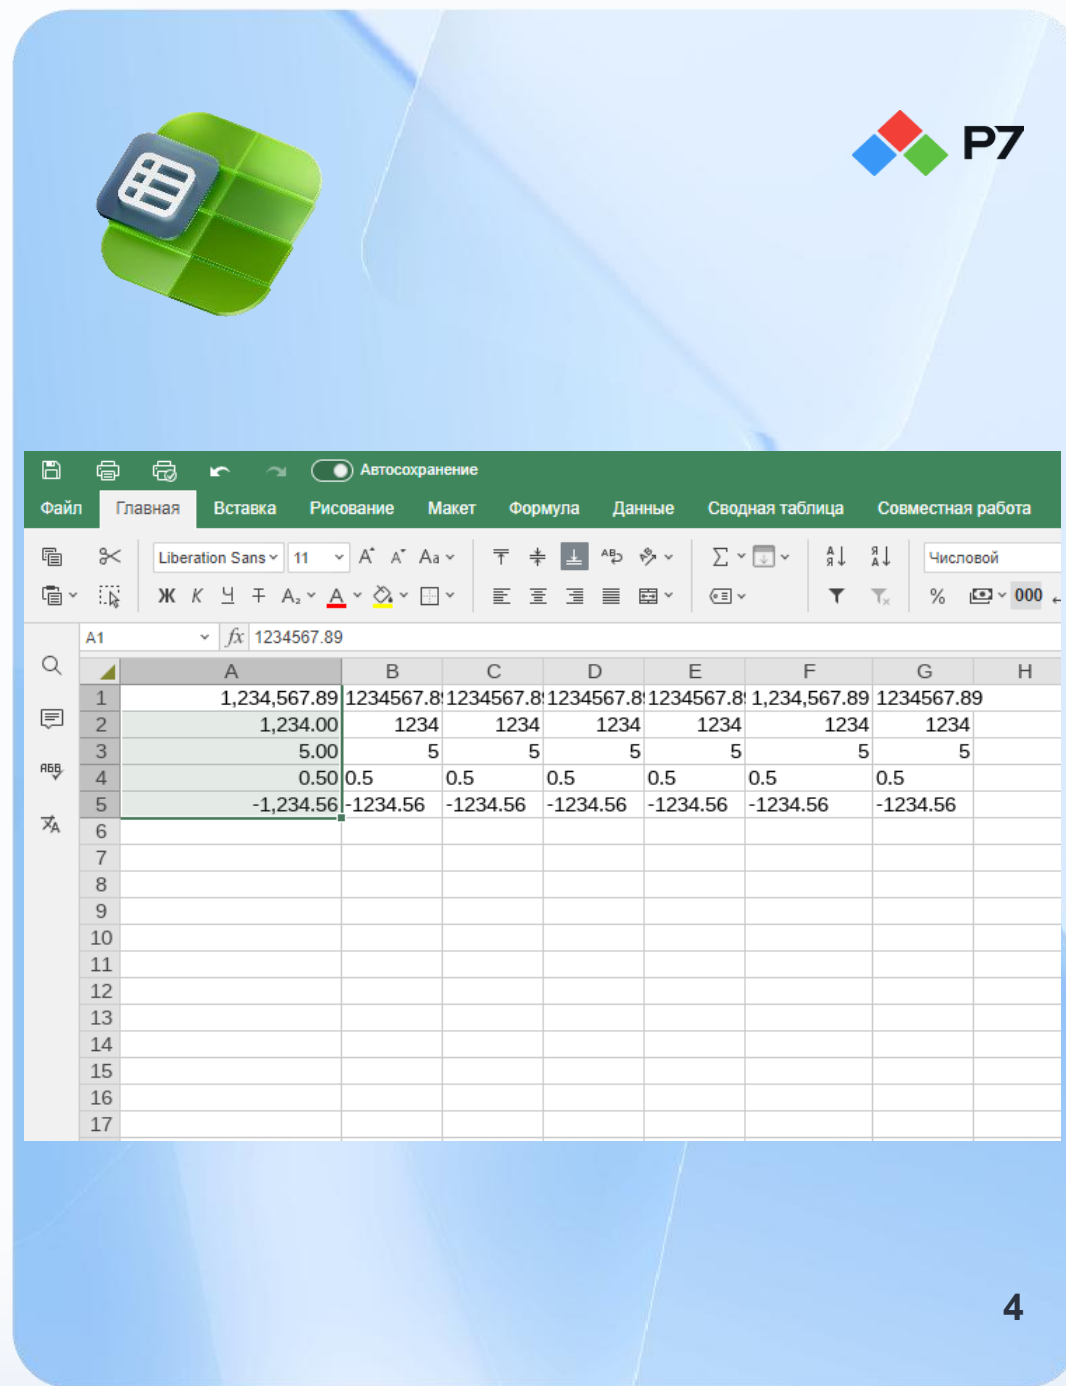 P7
Автосохранение
Файл Главная Вставка Рисование Макет Формула Данные Сводная таблица Совместная работа
Liberation Sans 11 Числовой
Ж К Ч Т A₂ A % 000
A1 fx 1234567.89
A B C D E F G H
1 1,234,567.89 1234567.8 1234567.8 1234567.8 1234567.8 1,234,567.89 1234567.89
2 1,234.00 1234 1234 1234 1234 1234 1234
3 5.00 5 5 5 5 5 5
4 0.50 0.5 0.5 0.5 0.5 0.5 0.5
5 -1,234.56 -1234.56 -1234.56 -1234.56 -1234.56 -1234.56 -1234.56
6
7
8
9
10
11
12
13
14
15
16
17
4